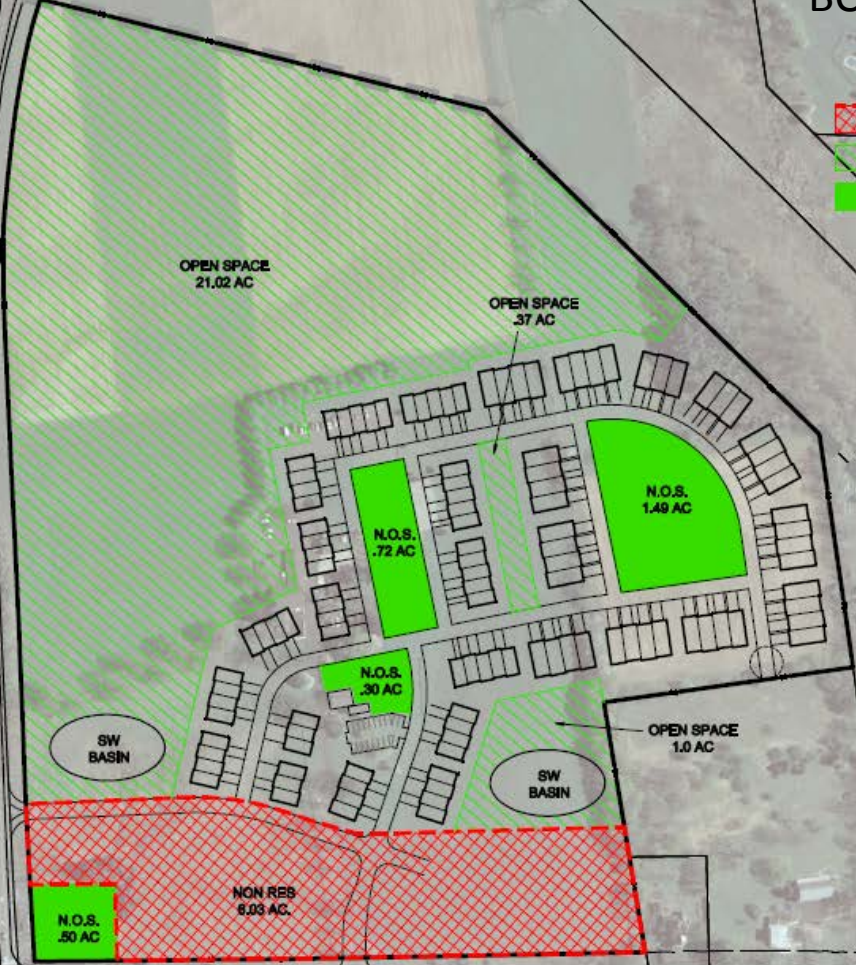 BO
OPEN SPACE
21.02 AC
OPEN SPACE
.37 AC
N.O.S.
1.49 AC
N.O.S.
.72 AC
N.O.S.
.30 AC
OPEN SPACE
1.0 AC
SW
BASIN
SW
BASIN
NON RES
6.03 AC.
N.O.S.
.50 AC